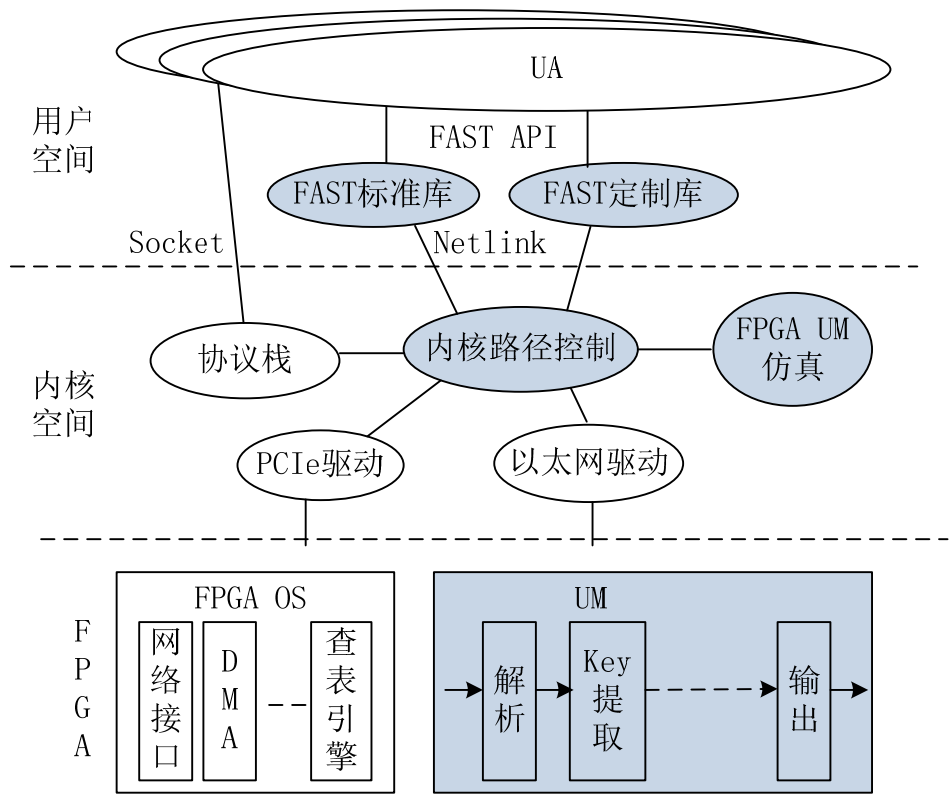 UA
用户
空间
FAST API
FAST标准库
FAST定制库
Socket
Netlink
内核
空间
协议栈
内核路径控制
FPGA UM
仿真
PCIe驱动
以太网驱动
FPGA
FPGA OS
网络接口
DMA
查表引擎
UM
解析
Key
提取
输出